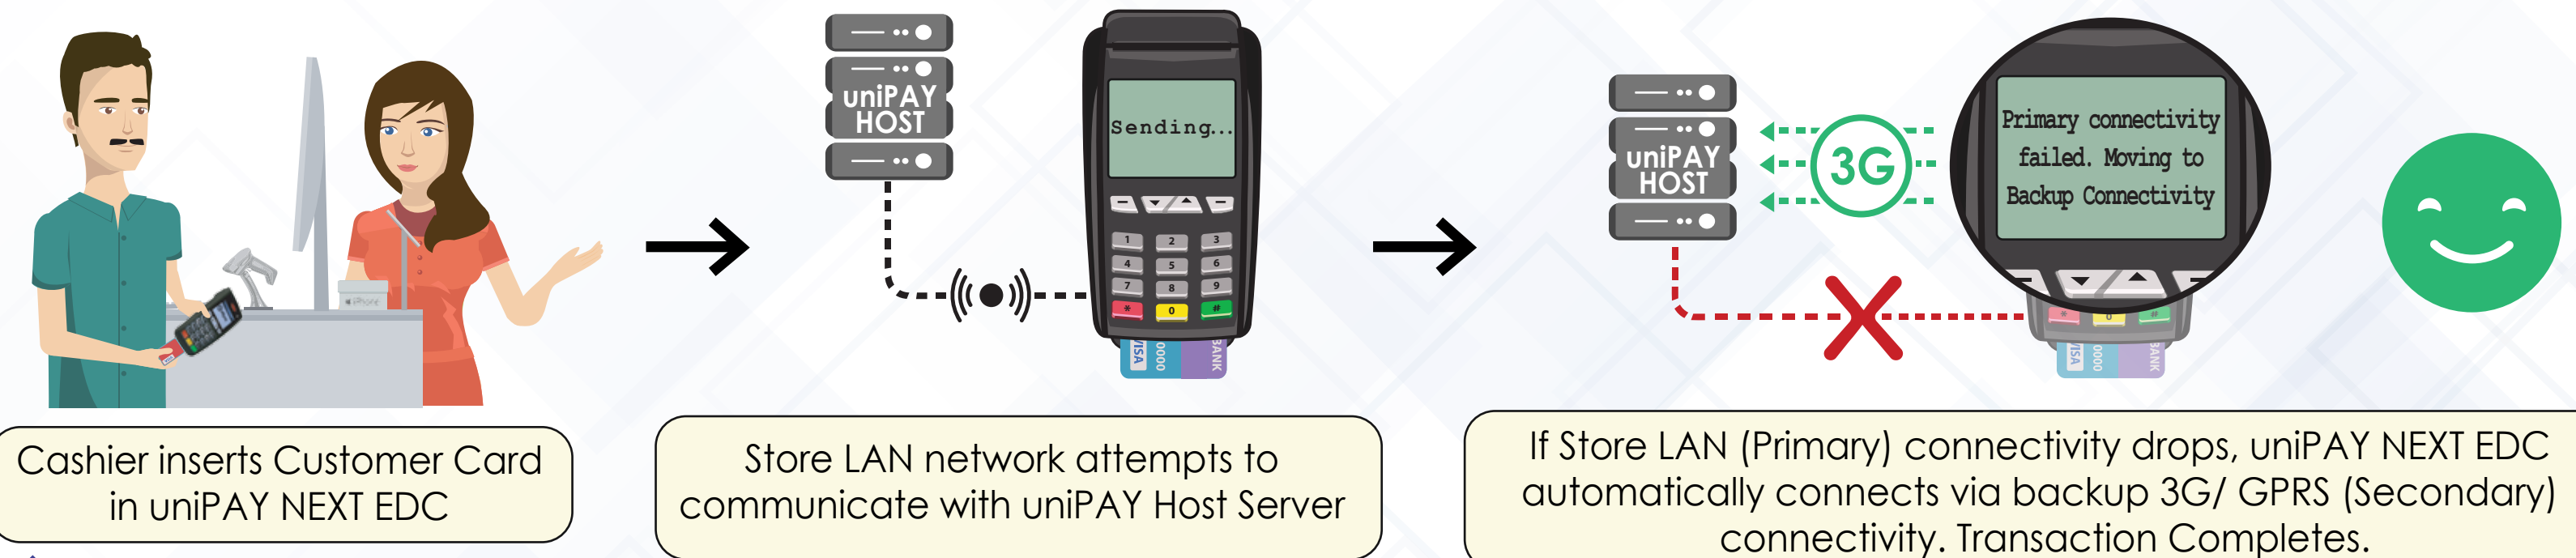 uniPAY
HOST
Sending...
1 2 3
4 5 6
7 8 9
* 0 #
VISA
0000
BANK
uniPAY
HOST
3G
Primary connectivity
failed. Moving to
Backup Connectivity
* 0 #
VISA
0000
BANK
iPhone
Cashier inserts Customer Card
in uniPAY NEXT EDC
Store LAN network attempts to
communicate with uniPAY Host Server
If Store LAN (Primary) connectivity drops, uniPAY NEXT EDC
automatically connects via backup 3G/ GPRS (Secondary)
connectivity. Transaction Completes.